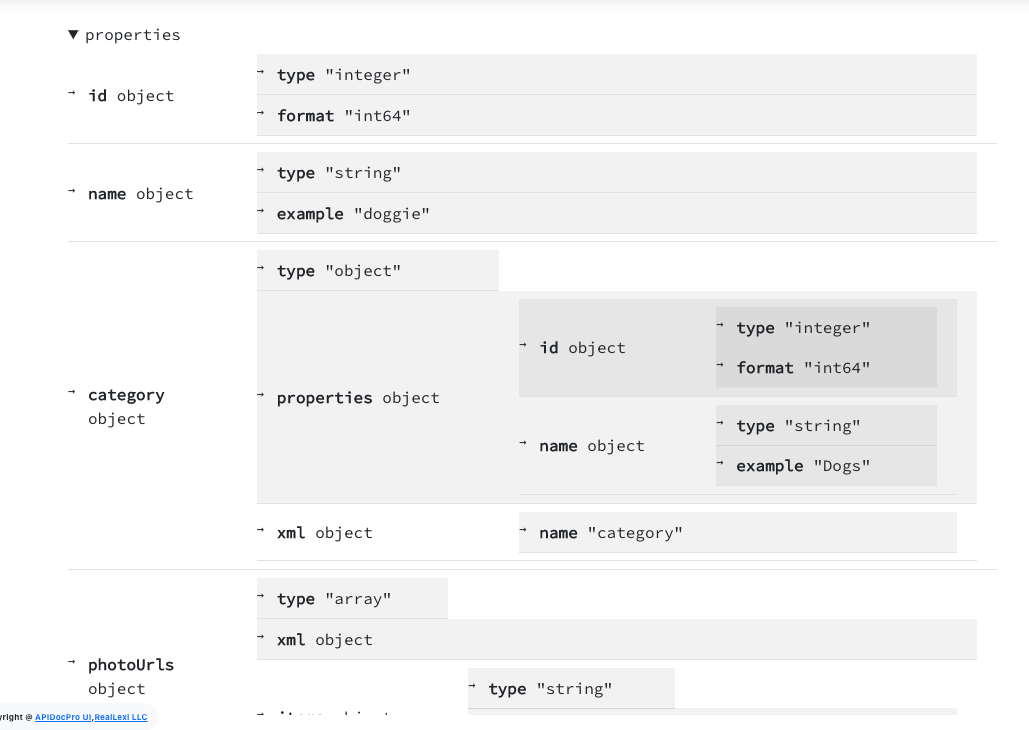 ▼ properties
→ id object
→ type "integer"
→ format "int64"
→ name object
→ type "string"
→ example "doggie"
→ category
object
→ type "object"
→ properties object
→ id object
→ type "integer"
→ format "int64"
→ name object
→ type "string"
→ example "Dogs"
→ xml object
→ name "category"
→ photoUrls
object
→ type "array"
→ xml object
→ type "string"
yright @ APIDocPro UI,RealLexi LLC